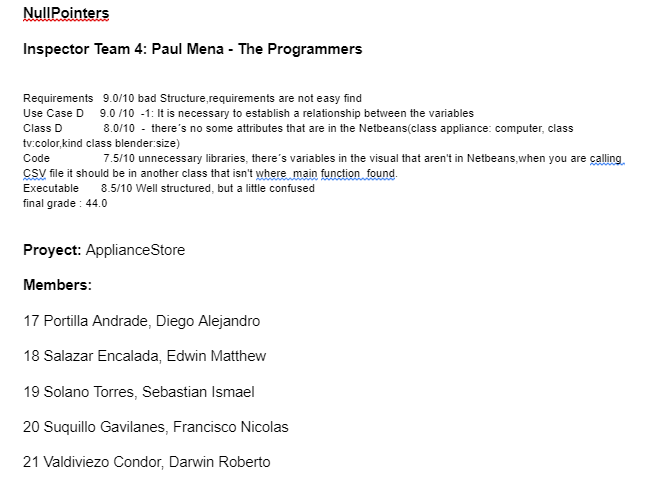 NullPointers
Inspector Team 4: Paul Mena - The Programmers
Requirements 9.0/10 bad Structure,requirements are not easy find
Use Case D 9.0 /10 -1: It is necessary to establish a relationship between the variables
Class D 8.0/10 - there´s no some attributes that are in the Netbeans(class appliance: computer, class
tv:color,kind class blender:size)
Code 7.5/10 unnecessary libraries, there´s variables in the visual that aren't in Netbeans,when you are calling
CSV file it should be in another class that isn't where main function found.
Executable 8.5/10 Well structured, but a little confused
final grade : 44.0
Proyect: ApplianceStore
Members:
17 Portilla Andrade, Diego Alejandro
18 Salazar Encalada, Edwin Matthew
19 Solano Torres, Sebastian Ismael
20 Suquillo Gavilanes, Francisco Nicolas
21 Valdiviezo Condor, Darwin Roberto